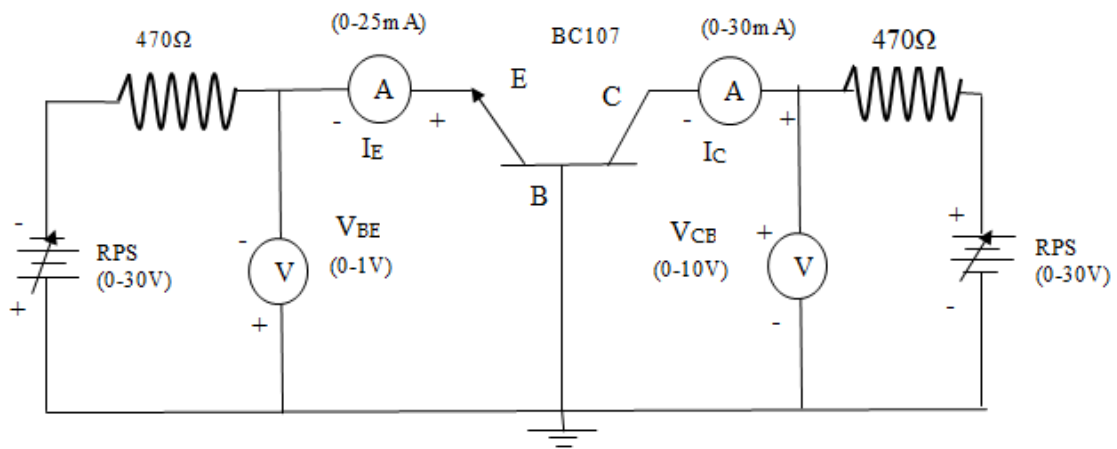 470Ω
(0-25mA)
BC107
(0-30mA)
470Ω
A
E
C
A
- +
- +
IE
IC
B
-
RPS
(0-30V)
+
-
VBE
(0-1V)
V
+
VCB
(0-10V)
+
V
-
+
RPS
(0-30V)
-